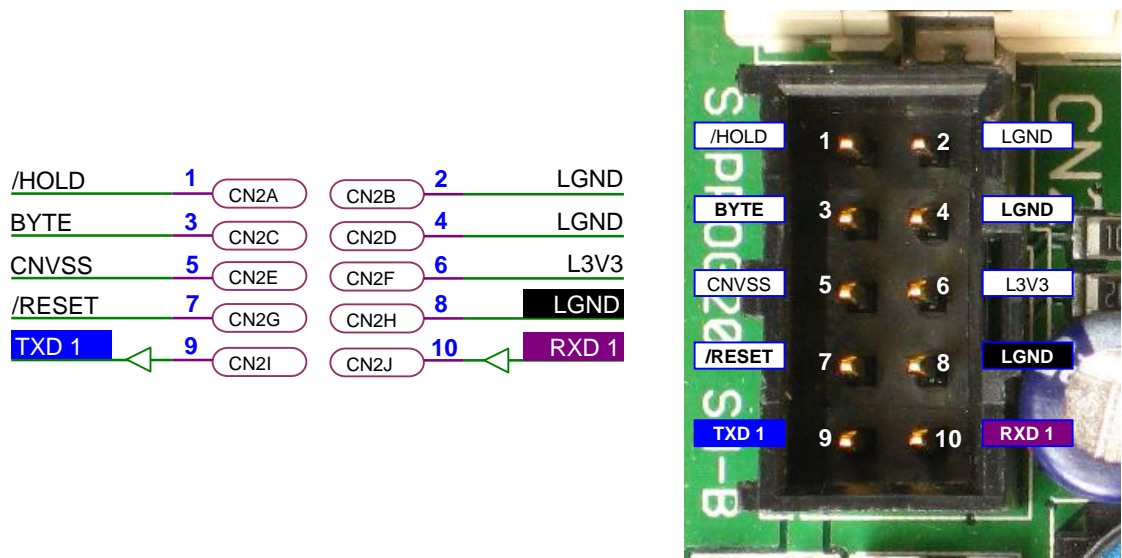 /HOLD 1 CN2A CN2B 2 LGND
BYTE 3 CN2C CN2D 4 LGND
CNVSS 5 CN2E CN2F 6 L3V3
/RESET 7 CN2G CN2H 8 LGND
TXD 1 9 CN2I CN2J 10 RXD 1
/HOLD 1 2 LGND
BYTE 3 4 LGND
CNVSS 5 6 L3V3
/RESET 7 8 LGND
TXD 1 9 10 RXD 1